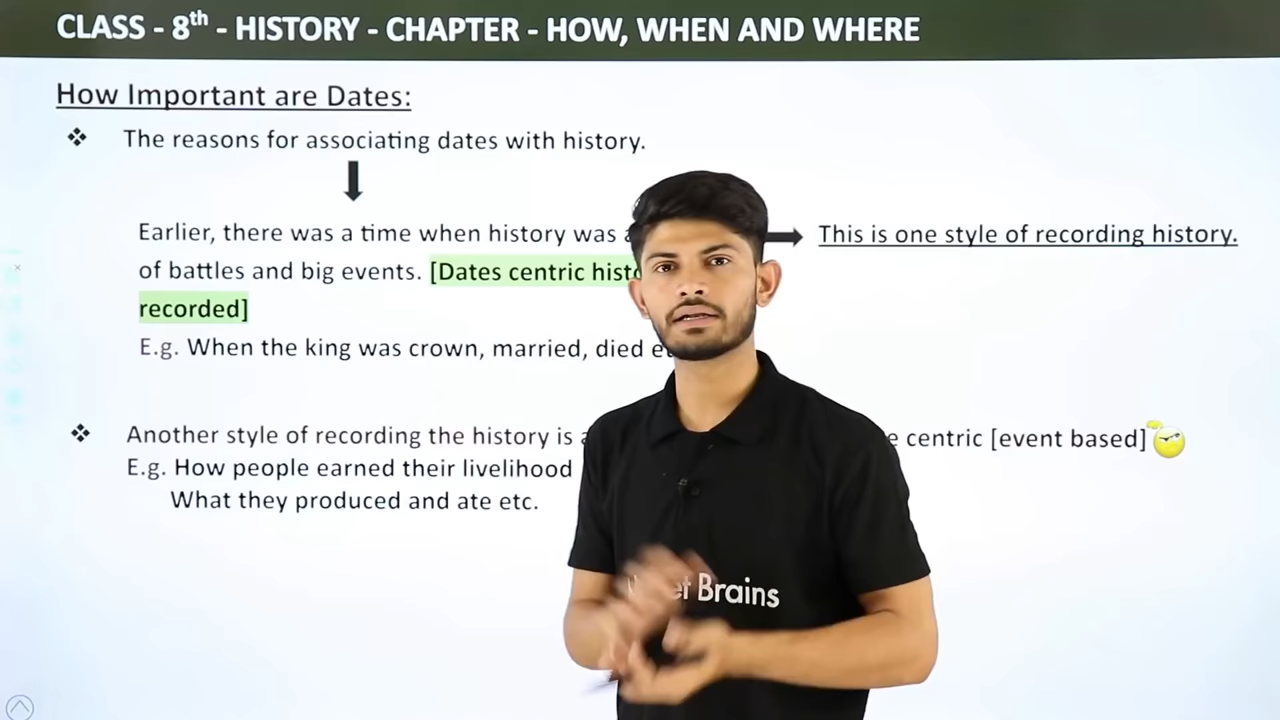 CLASS - 8th - HISTORY - CHAPTER - HOW, WHEN AND WHERE
How Important are Dates:
The reasons for associating dates with history.
Earlier, there was a time when history was
This is one style of recording history.
of battles and big events. [Dates centric
recorded]
E.g. When the king was crown, married, died
Another style of recording the history is
centric [event based]
E.g. How people earned their livelihood
What they produced and ate etc.
Brains